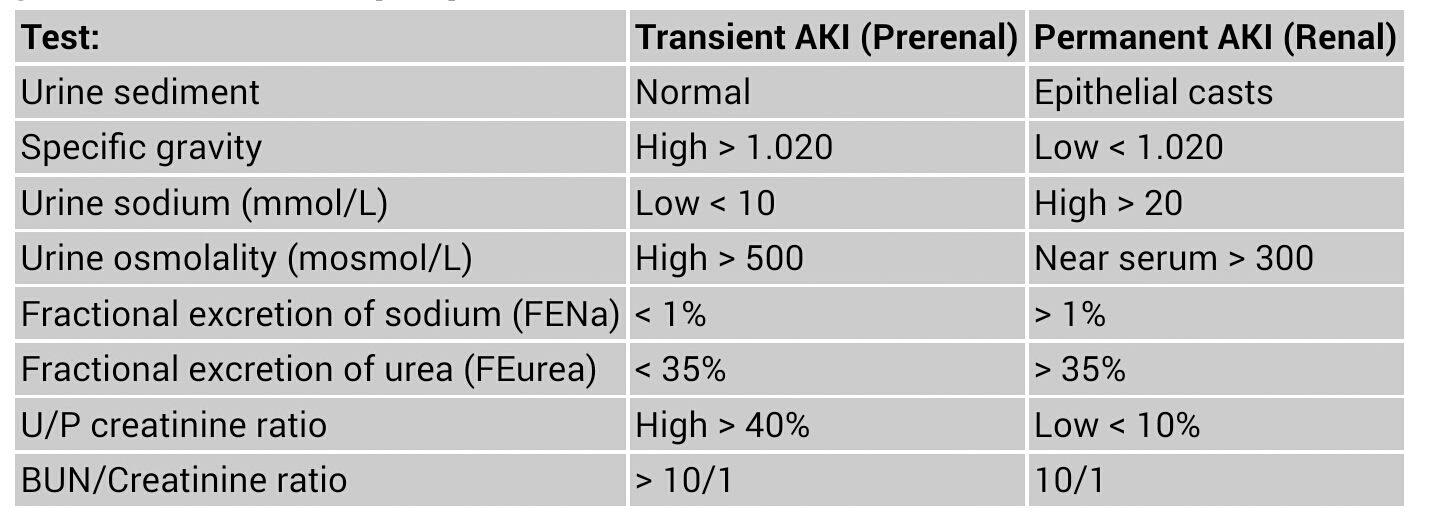 Test: Transient AKI (Prerenal) Permanent AKI (Renal)
Urine sediment Normal Epithelial casts
Specific gravity High > 1.020 Low < 1.020
Urine sodium (mmol/L) Low < 10 High > 20
Urine osmolality (mosmol/L) High > 500 Near serum > 300
Fractional excretion of sodium (FENa) < 1% > 1%
Fractional excretion of urea (FEurea) < 35% > 35%
U/P creatinine ratio High > 40% Low < 10%
BUN/Creatinine ratio > 10/1 10/1